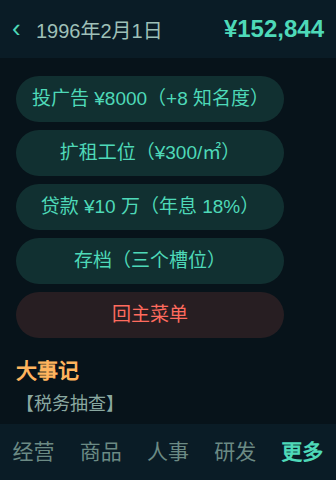 ‹ 1996年2月1日 ¥152,844
投广告 ¥8000（+8 知名度）
扩租工位（¥300/㎡）
贷款 ¥10 万（年息 18%）
存档（三个槽位）
回主菜单
大事记
【税务抽查】
经营 商品 人事 研发 更多